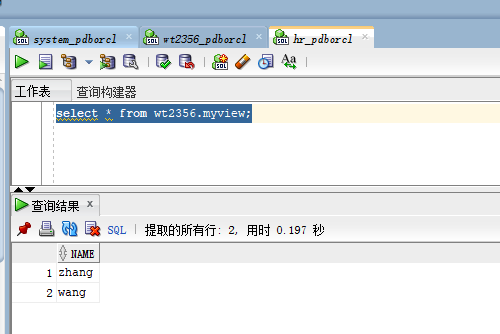 system_pdborcl
wt2356_pdborcl
hr_pdborcl
工作表
查询构建器
select * from wt2356.myview;
查询结果
SQL
提取的所有行: 2, 用时 0.197 秒
NAME
1 zhang
2 wang